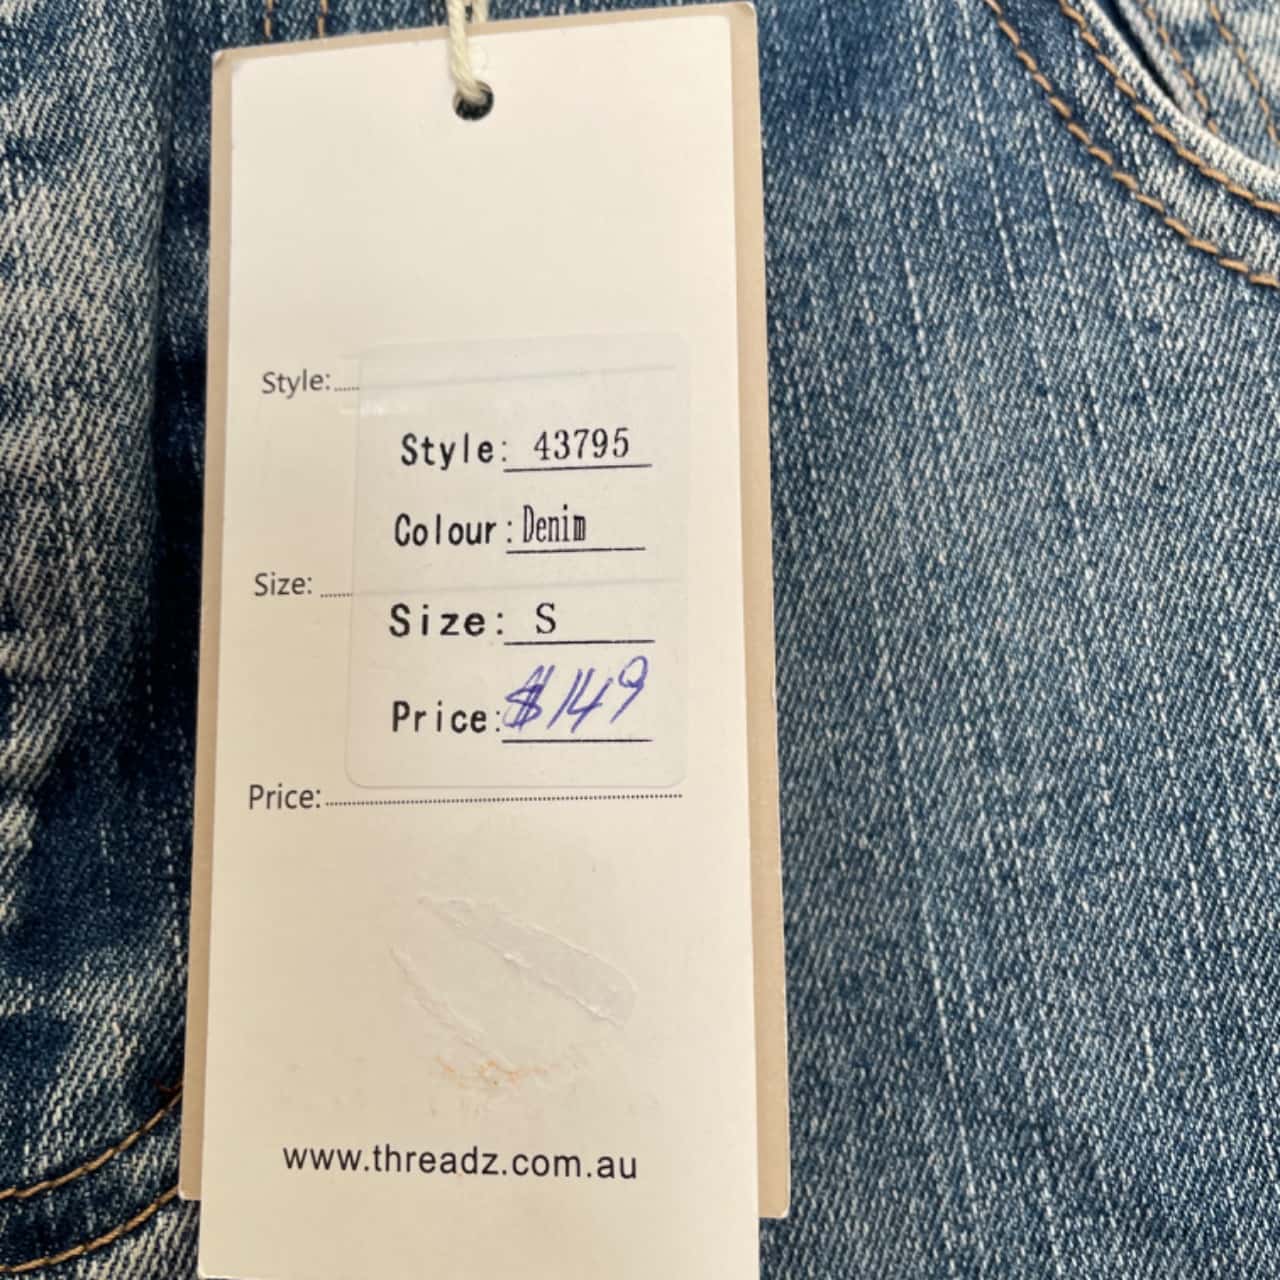 Style:
Style: 43795
Colour: Denim
Size:
Size: S
Price: $149
Price:
www.threadz.com.au